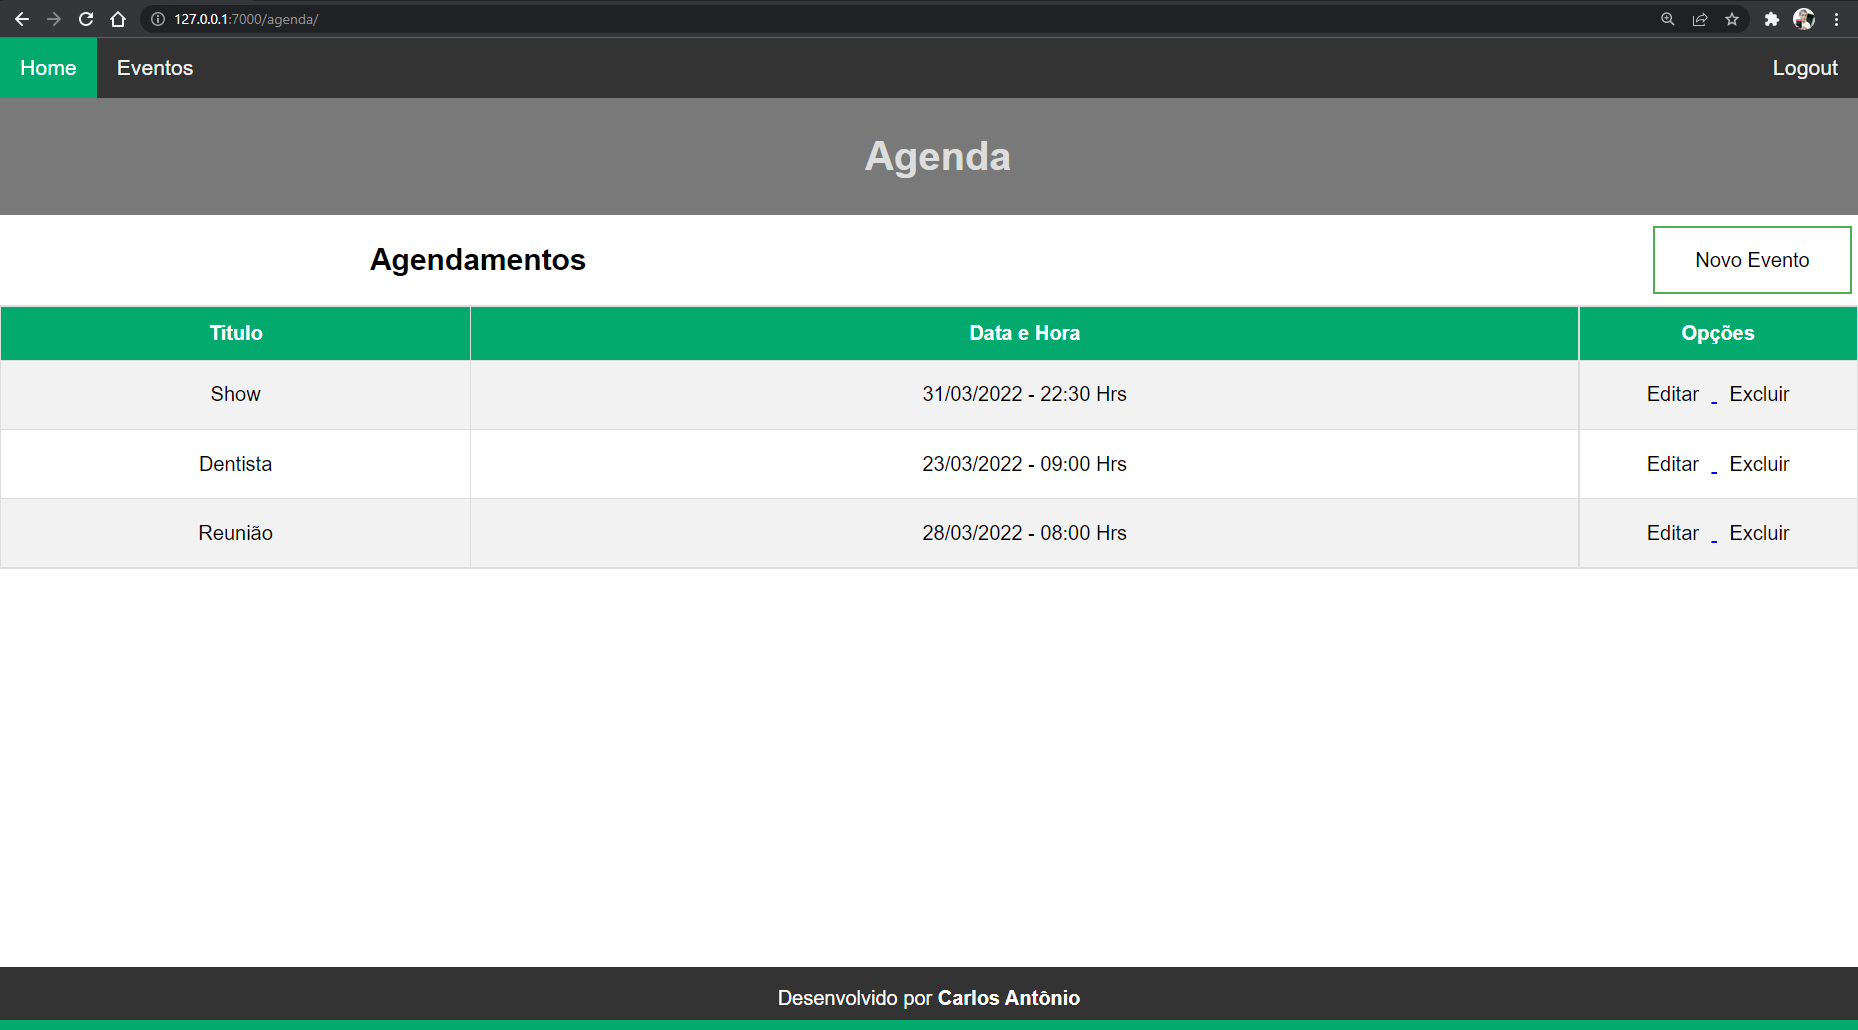 127.0.0.1:7000/agenda/
Home Eventos Logout
Agenda
Agendamentos Novo Evento
Titulo Data e Hora Opções
Show 31/03/2022 - 22:30 Hrs Editar - Excluir
Dentista 23/03/2022 - 09:00 Hrs Editar - Excluir
Reunião 28/03/2022 - 08:00 Hrs Editar - Excluir
Desenvolvido por Carlos Antônio